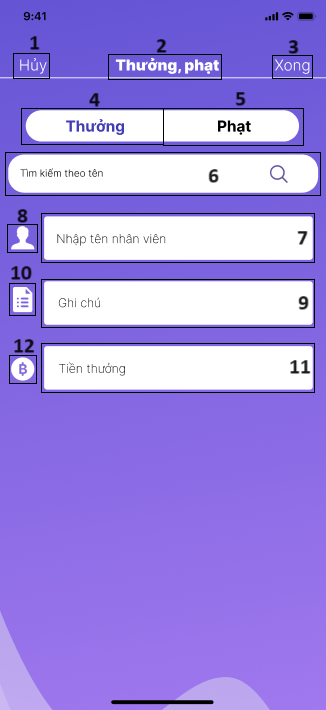 9:41
1 2 3
Hủy Thưởng, phạt Xong
4 5
Thưởng Phạt
Tìm kiếm theo tên 6
8
Nhập tên nhân viên 7
10
Ghi chú 9
12
Tiền thưởng 11